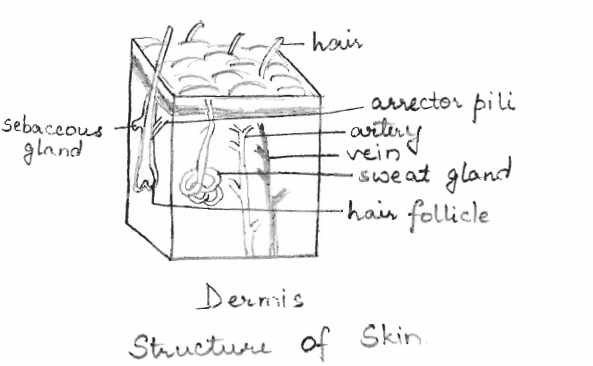 hair
arrector pili
sebaceous
gland
artery
vein
sweat gland
hair follicle
Dermis
Structure of Skin